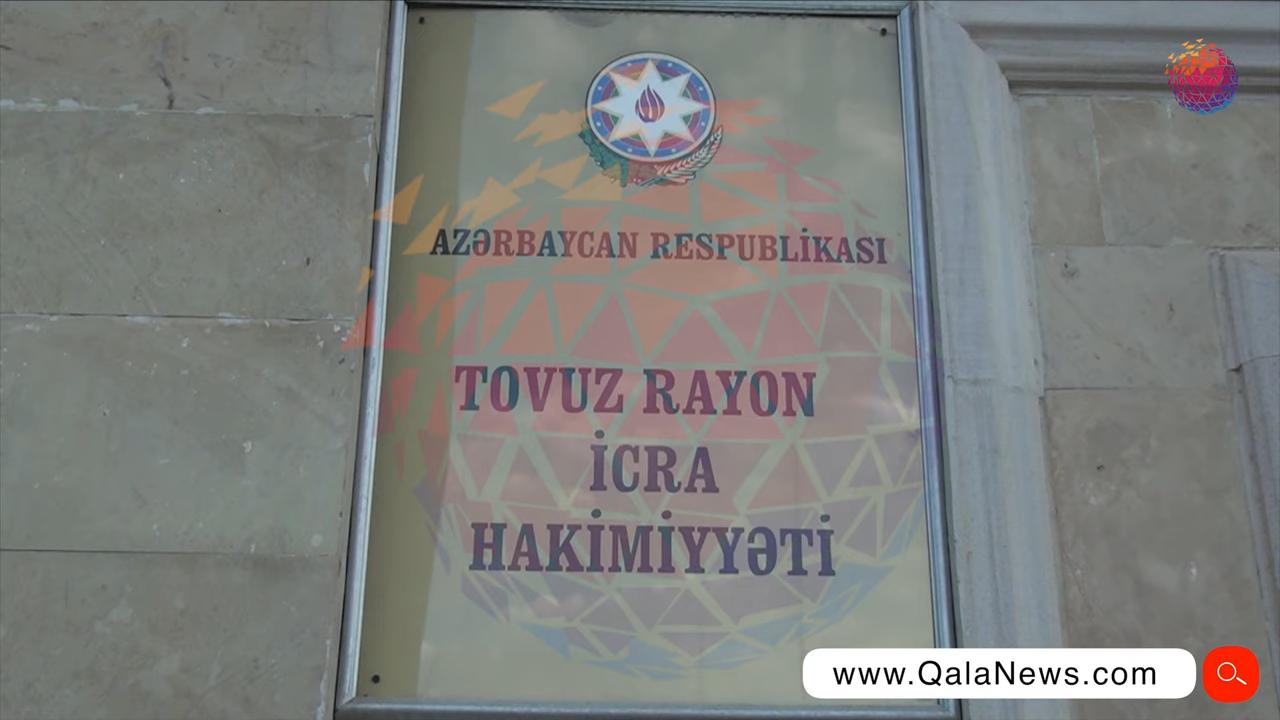 AZƏRBAYCAN RESPUBLİKASI
TOVUZ RAYON
İCRA
HAKİMİYYƏTİ
www.QalaNews.com